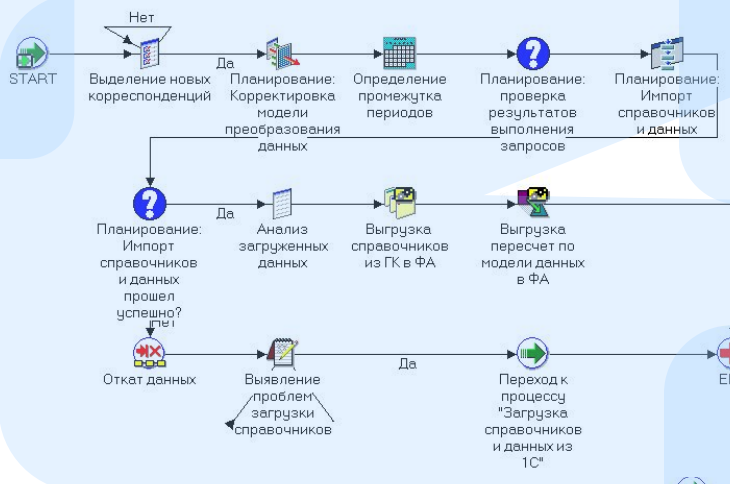 Нет
START
Выделение новых
корреспонденций
Да
Планирование:
Корректировка
модели
преобразования
данных
Определение
промежутка
периодов
Планирование:
проверка
результатов
выполнения
запросов
Планирование:
Импорт
справочников
и данных
Планирование:
Импорт
справочников
и данных
прошел
успешно?
Да
Анализ
загруженных
данных
Выгрузка
справочников
из ГК в ФА
Выгрузка
пересчет по
модели данных
в ФА
Нет
Откат данных
Выявление
проблем
загрузки
справочников
Да
Переход к
процессу
"Загрузка
справочников
и данных из
1С"